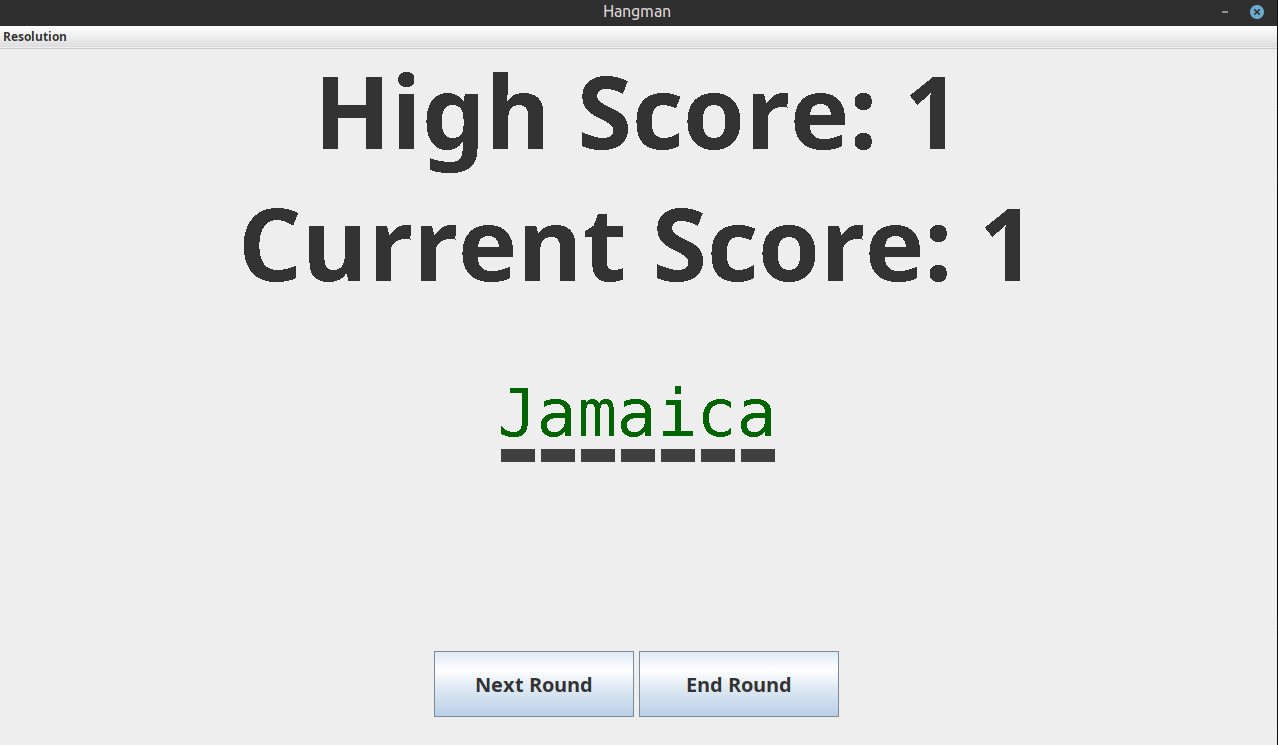 Hangman
Resolution
High Score: 1
Current Score: 1
Jamaica
Next Round
End Round